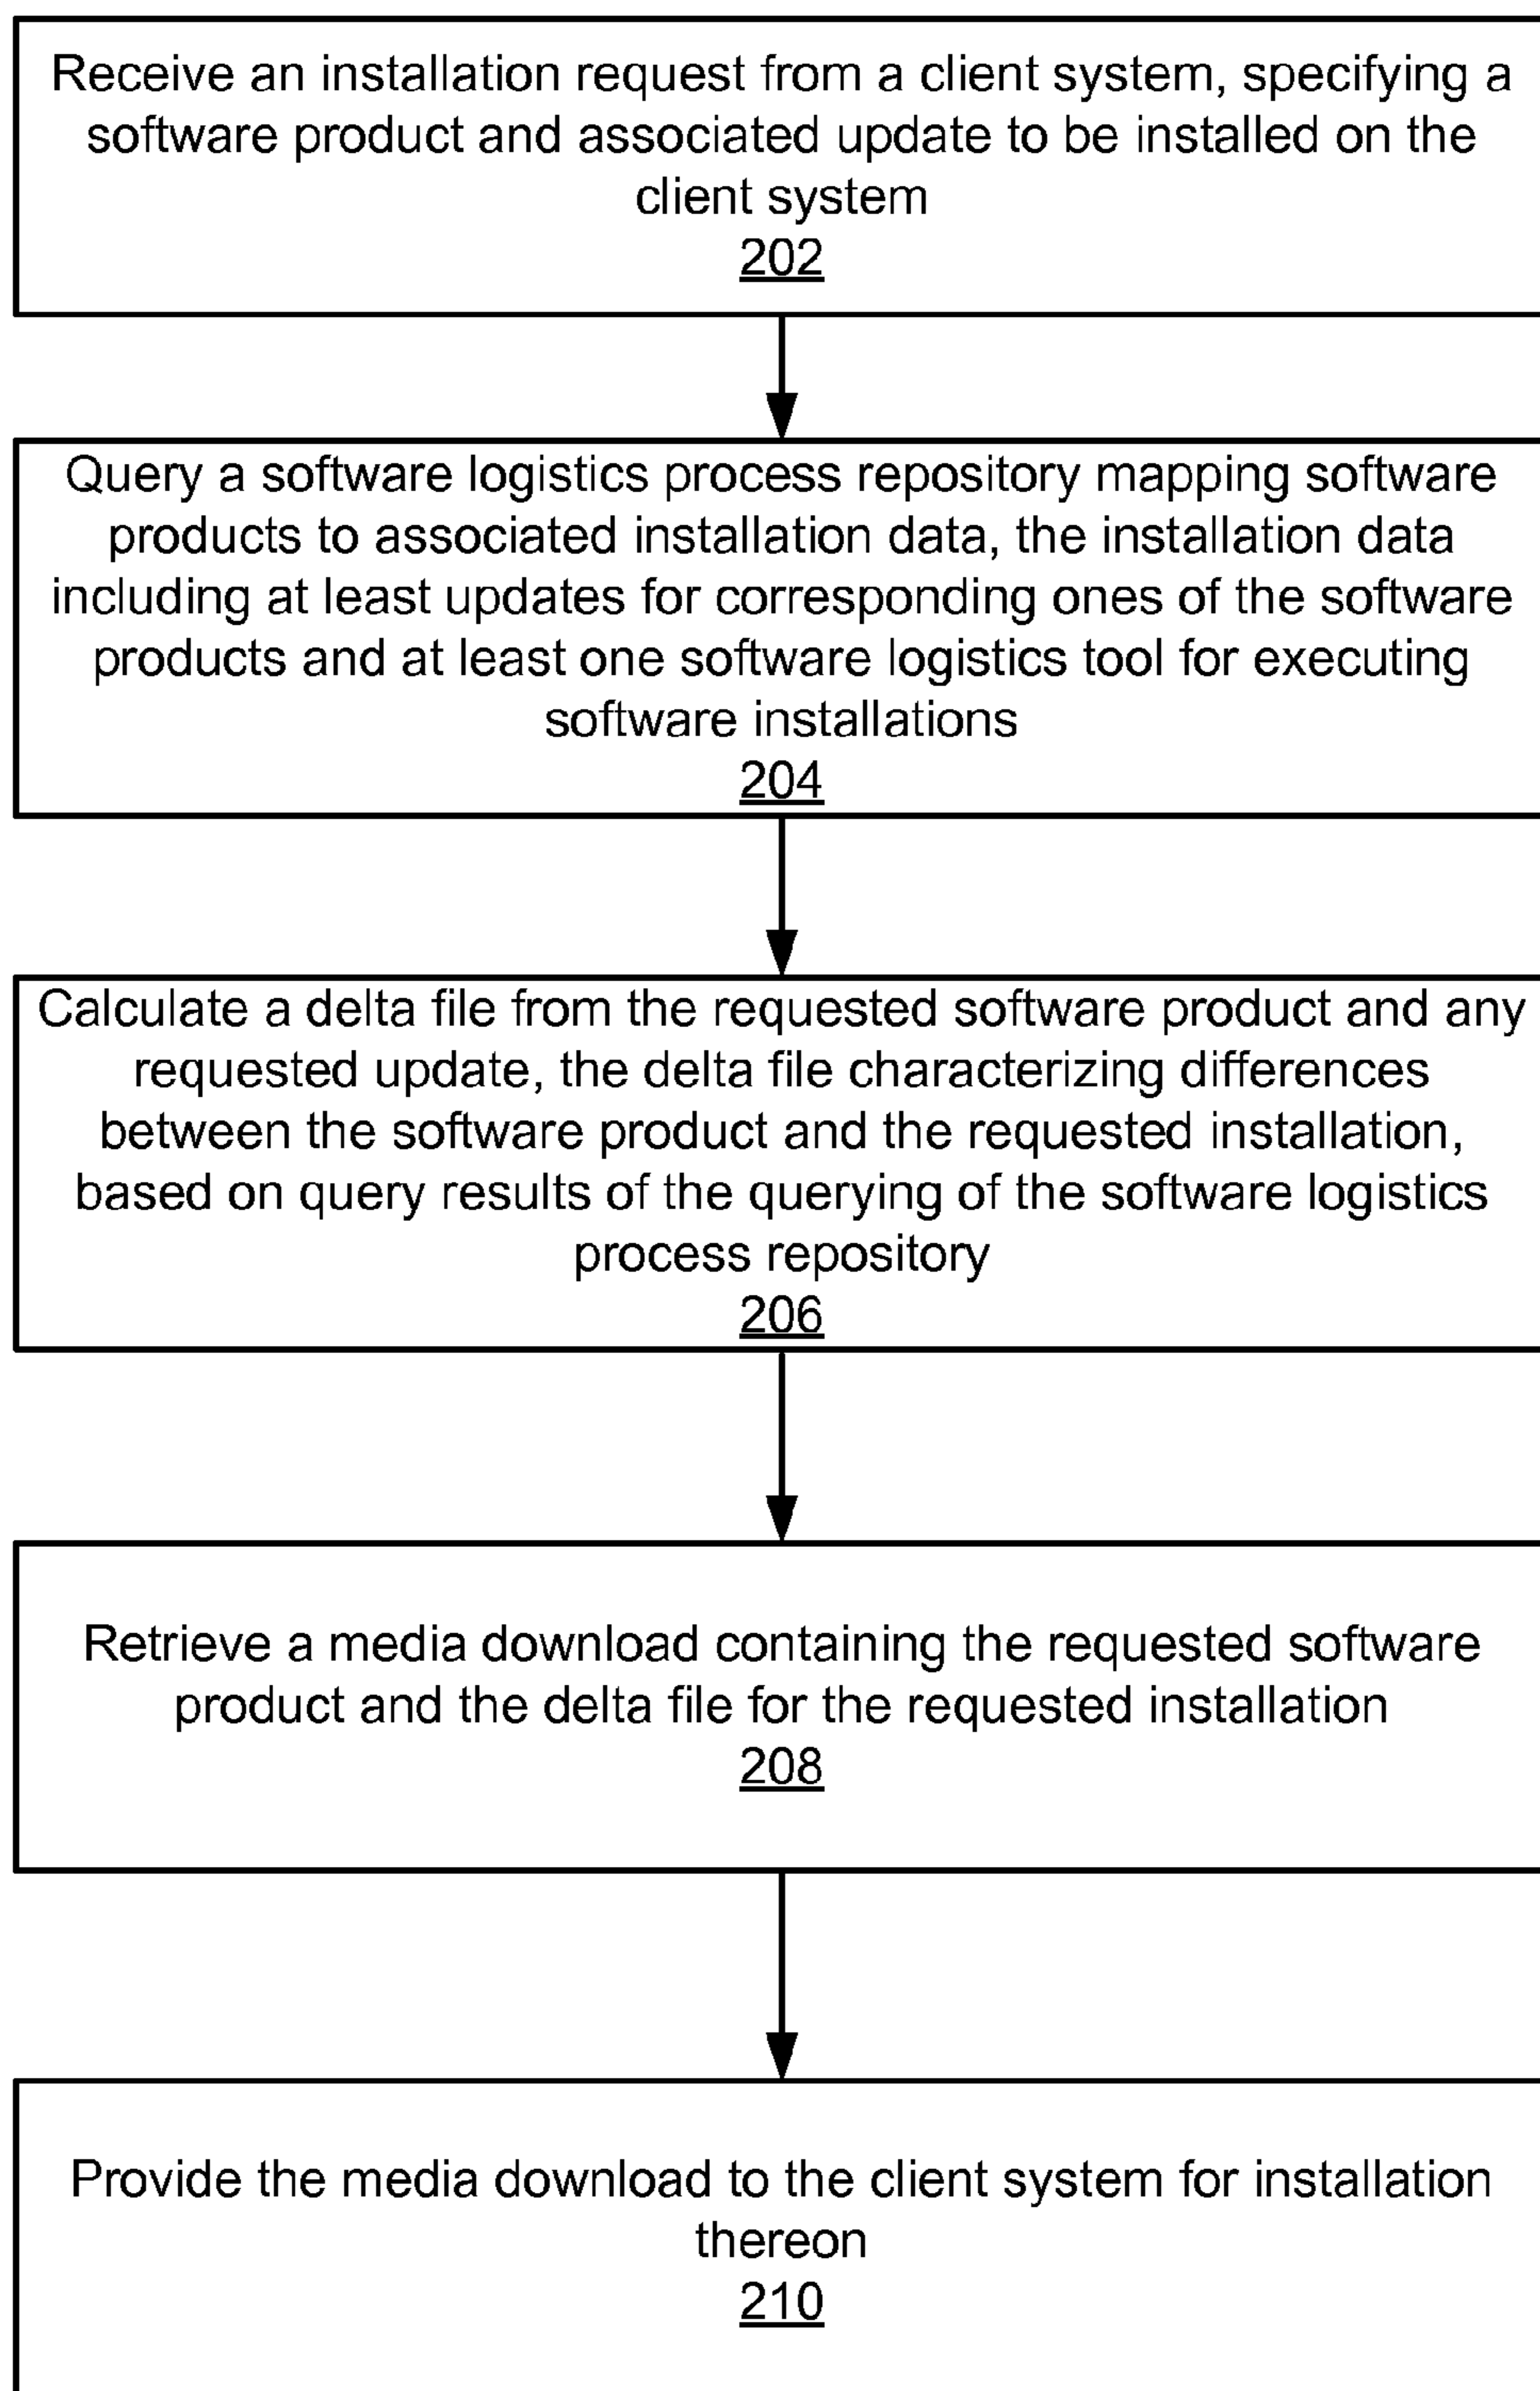 Receive an installation request from a client system, specifying a
software product and associated update to be installed on the
client system
202
Query a software logistics process repository mapping software
products to associated installation data, the installation data
including at least updates for corresponding ones of the software
products and at least one software logistics tool for executing
software installations
204
Calculate a delta file from the requested software product and any
requested update, the delta file characterizing differences
between the software product and the requested installation,
based on query results of the querying of the software logistics
process repository
206
Retrieve a media download containing the requested software
product and the delta file for the requested installation
208
Provide the media download to the client system for installation
thereon
210